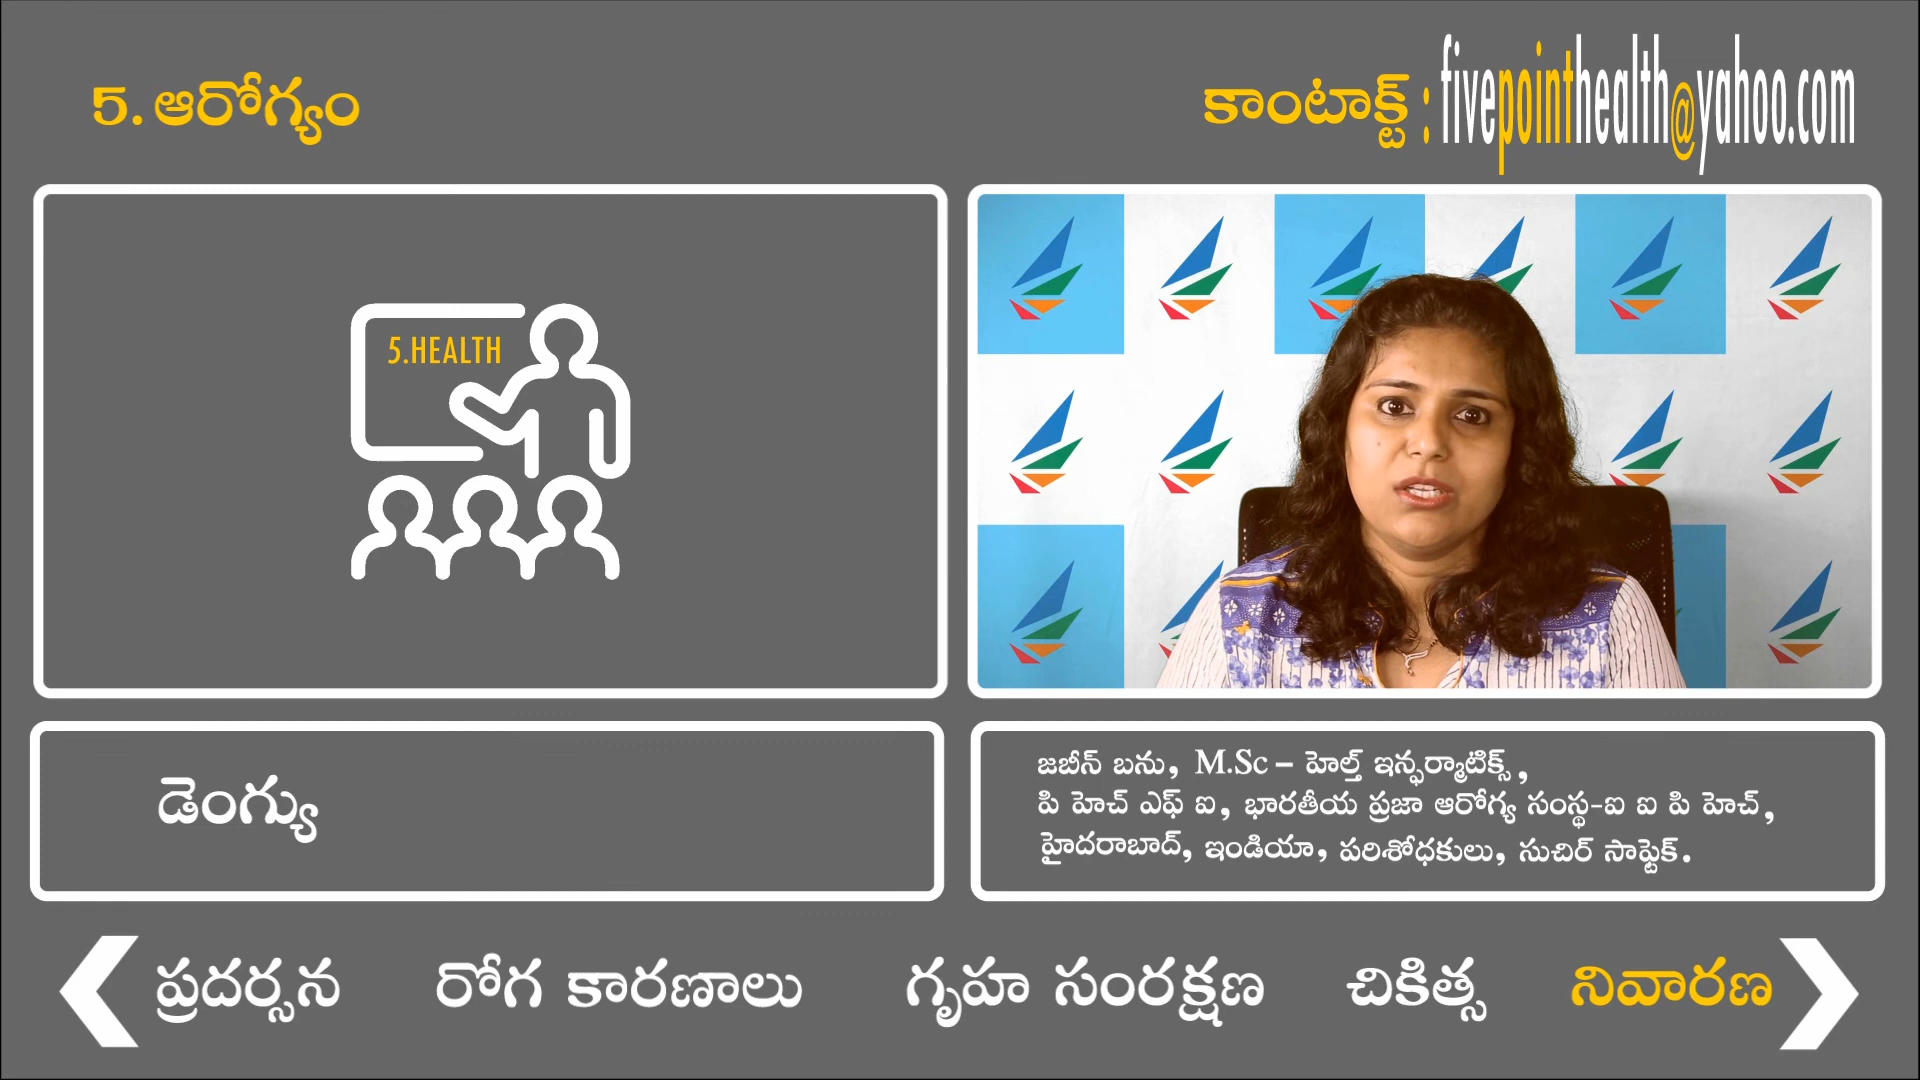 5. ఆరోగ్యం
కాంటాక్ట్ : fivepointhealth@yahoo.com
5.HEALTH
డెంగ్యు
జబీన్ బను, M.Sc – హెల్త్ ఇన్ఫర్మాటిక్స్,
పి హెచ్ ఎఫ్ ఐ, భారతీయ ప్రజా ఆరోగ్య సంస్థ-ఐ ఐ పి హెచ్,
హైదరాబాద్, ఇండియా, పరిశోధకులు, సుచిర్ సాఫ్టెక్.
ప్రదర్సన రోగ కారణాలు గృహ సంరక్షణ చికిత్స నివారణ